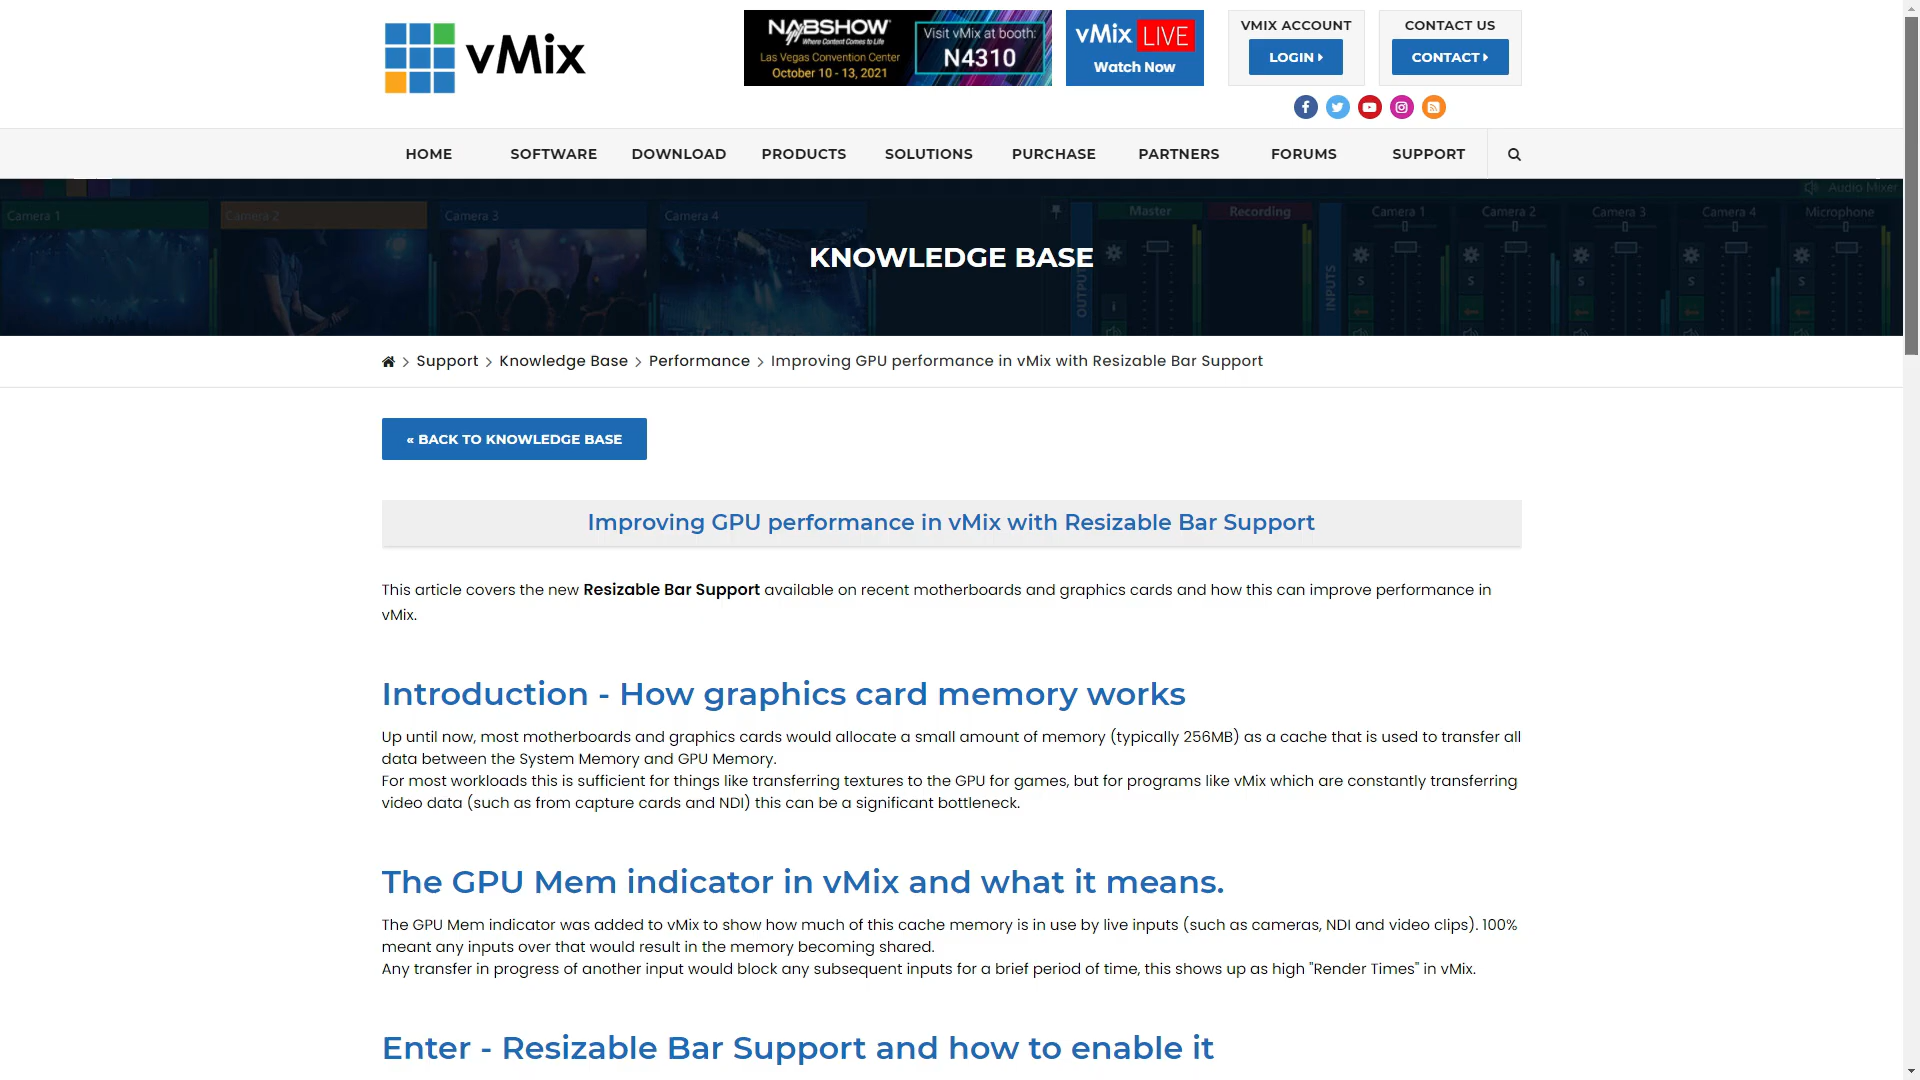 vMix
NABSHOW
Where Content Comes to Life
Las Vegas Convention Center
October 10 - 13, 2021
Visit vMix at booth:
N4310
vMix LIVE
Watch Now
VMIX ACCOUNT
LOGIN
CONTACT US
CONTACT
HOME SOFTWARE DOWNLOAD PRODUCTS SOLUTIONS PURCHASE PARTNERS FORUMS SUPPORT
Audio Mixer
Camera 1 Camera 2 Camera 3 Camera 4 Master Recording Camera 1 Camera 2 Camera 3 Camera 4 Microphone
KNOWLEDGE BASE
OUTPUT
INPUTS
S S S S S
Support > Knowledge Base > Performance > Improving GPU performance in vMix with Resizable Bar Support
« BACK TO KNOWLEDGE BASE
Improving GPU performance in vMix with Resizable Bar Support
This article covers the new Resizable Bar Support available on recent motherboards and graphics cards and how this can improve performance in
vMix.
Introduction - How graphics card memory works
Up until now, most motherboards and graphics cards would allocate a small amount of memory (typically 256MB) as a cache that is used to transfer all
data between the System Memory and GPU Memory.
For most workloads this is sufficient for things like transferring textures to the GPU for games, but for programs like vMix which are constantly transferring
video data (such as from capture cards and NDI) this can be a significant bottleneck.
The GPU Mem indicator in vMix and what it means.
The GPU Mem indicator was added to vMix to show how much of this cache memory is in use by live inputs (such as cameras, NDI and video clips). 100%
meant any inputs over that would result in the memory becoming shared.
Any transfer in progress of another input would block any subsequent inputs for a brief period of time, this shows up as high "Render Times" in vMix.
Enter - Resizable Bar Support and how to enable it